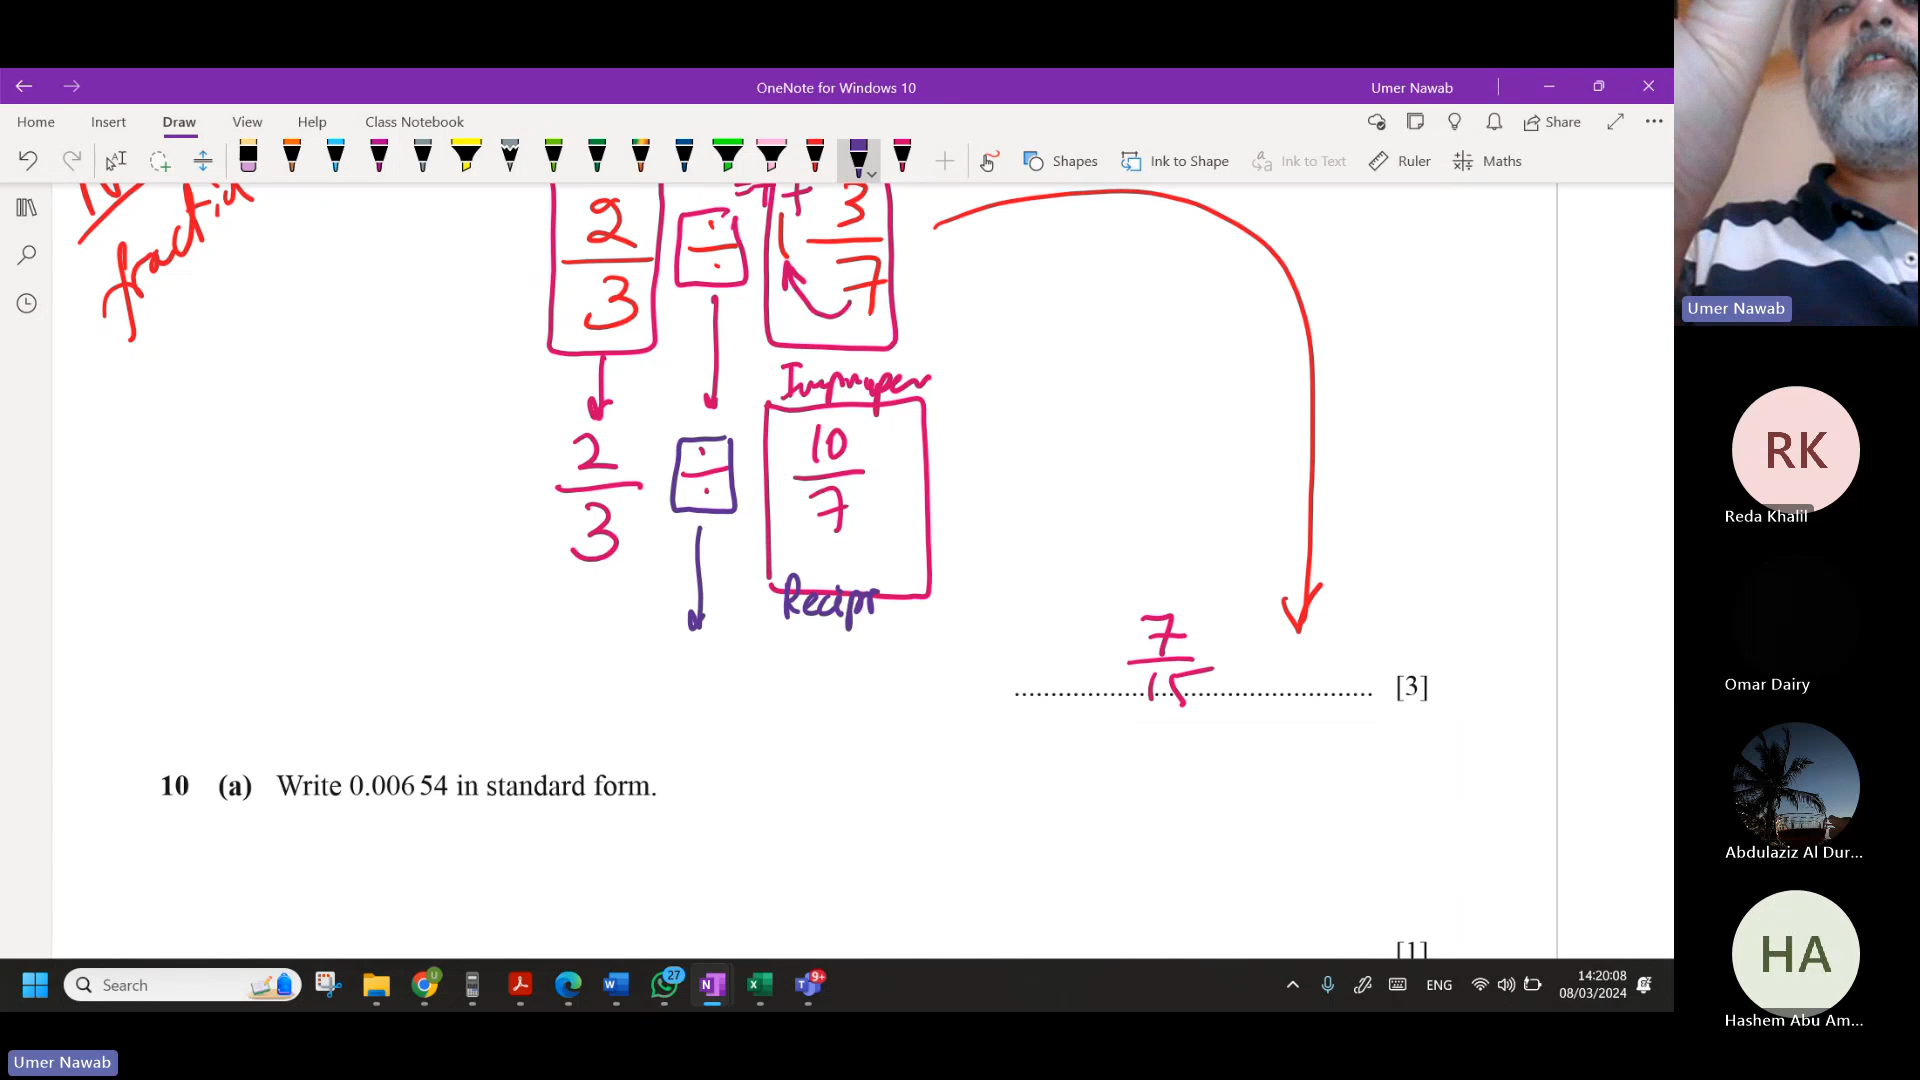 OneNote for Windows 10
Umer Nawab
Home Insert Draw View Help Class Notebook
Share
Shapes Ink to Shape Ink to Text Ruler Maths
2/3 ÷ 1 3/7
Improper
2/3 ÷ 10/7
Recipr
7/15
[3]
10 (a) Write 0.006 54 in standard form.
[1]
Umer Nawab
RK
Reda Khalil
Omar Dairy
Abdulaziz Al Dur...
HA
Hashem Abu Am...
Search
27
9+
ENG
14:20:08
08/03/2024
Umer Nawab